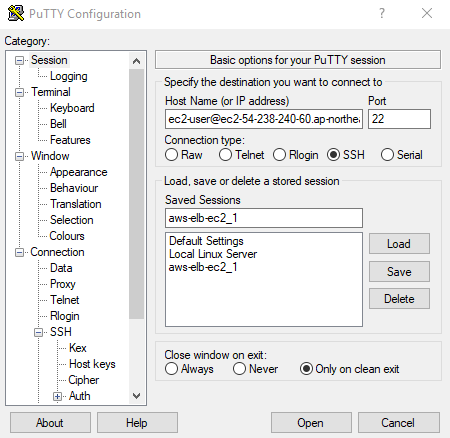 PuTTY Configuration
?
Category:
Session
Logging
Terminal
Keyboard
Bell
Features
Window
Appearance
Behaviour
Translation
Selection
Colours
Connection
Data
Proxy
Telnet
Rlogin
SSH
Kex
Host keys
Cipher
Auth
Basic options for your PuTTY session
Specify the destination you want to connect to
Host Name (or IP address) Port
ec2-user@ec2-54-238-240-60.ap-northea 22
Connection type:
Raw Telnet Rlogin SSH Serial
Load, save or delete a stored session
Saved Sessions
aws-elb-ec2_1
Default Settings
Local Linux Server
aws-elb-ec2_1
Load
Save
Delete
Close window on exit:
Always Never Only on clean exit
About Help Open Cancel